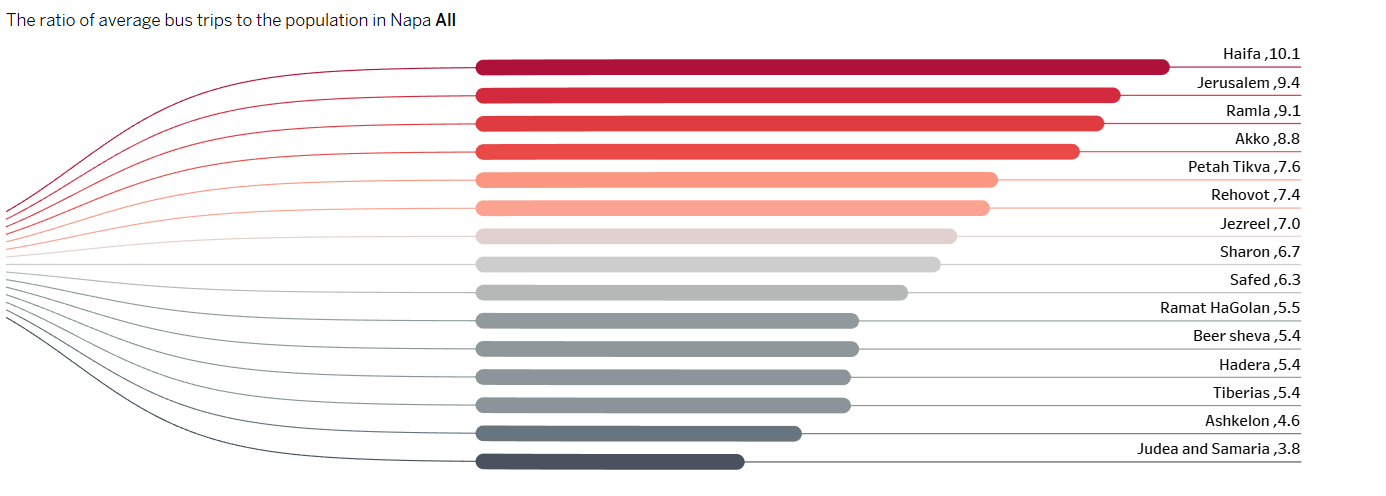 The ratio of average bus trips to the population in Napa All
Haifa ,10.1
Jerusalem ,9.4
Ramla ,9.1
Akko ,8.8
Petah Tikva ,7.6
Rehovot ,7.4
Jezreel ,7.0
Sharon ,6.7
Safed ,6.3
Ramat HaGolan ,5.5
Beer sheva ,5.4
Hadera ,5.4
Tiberias ,5.4
Ashkelon ,4.6
Judea and Samaria ,3.8